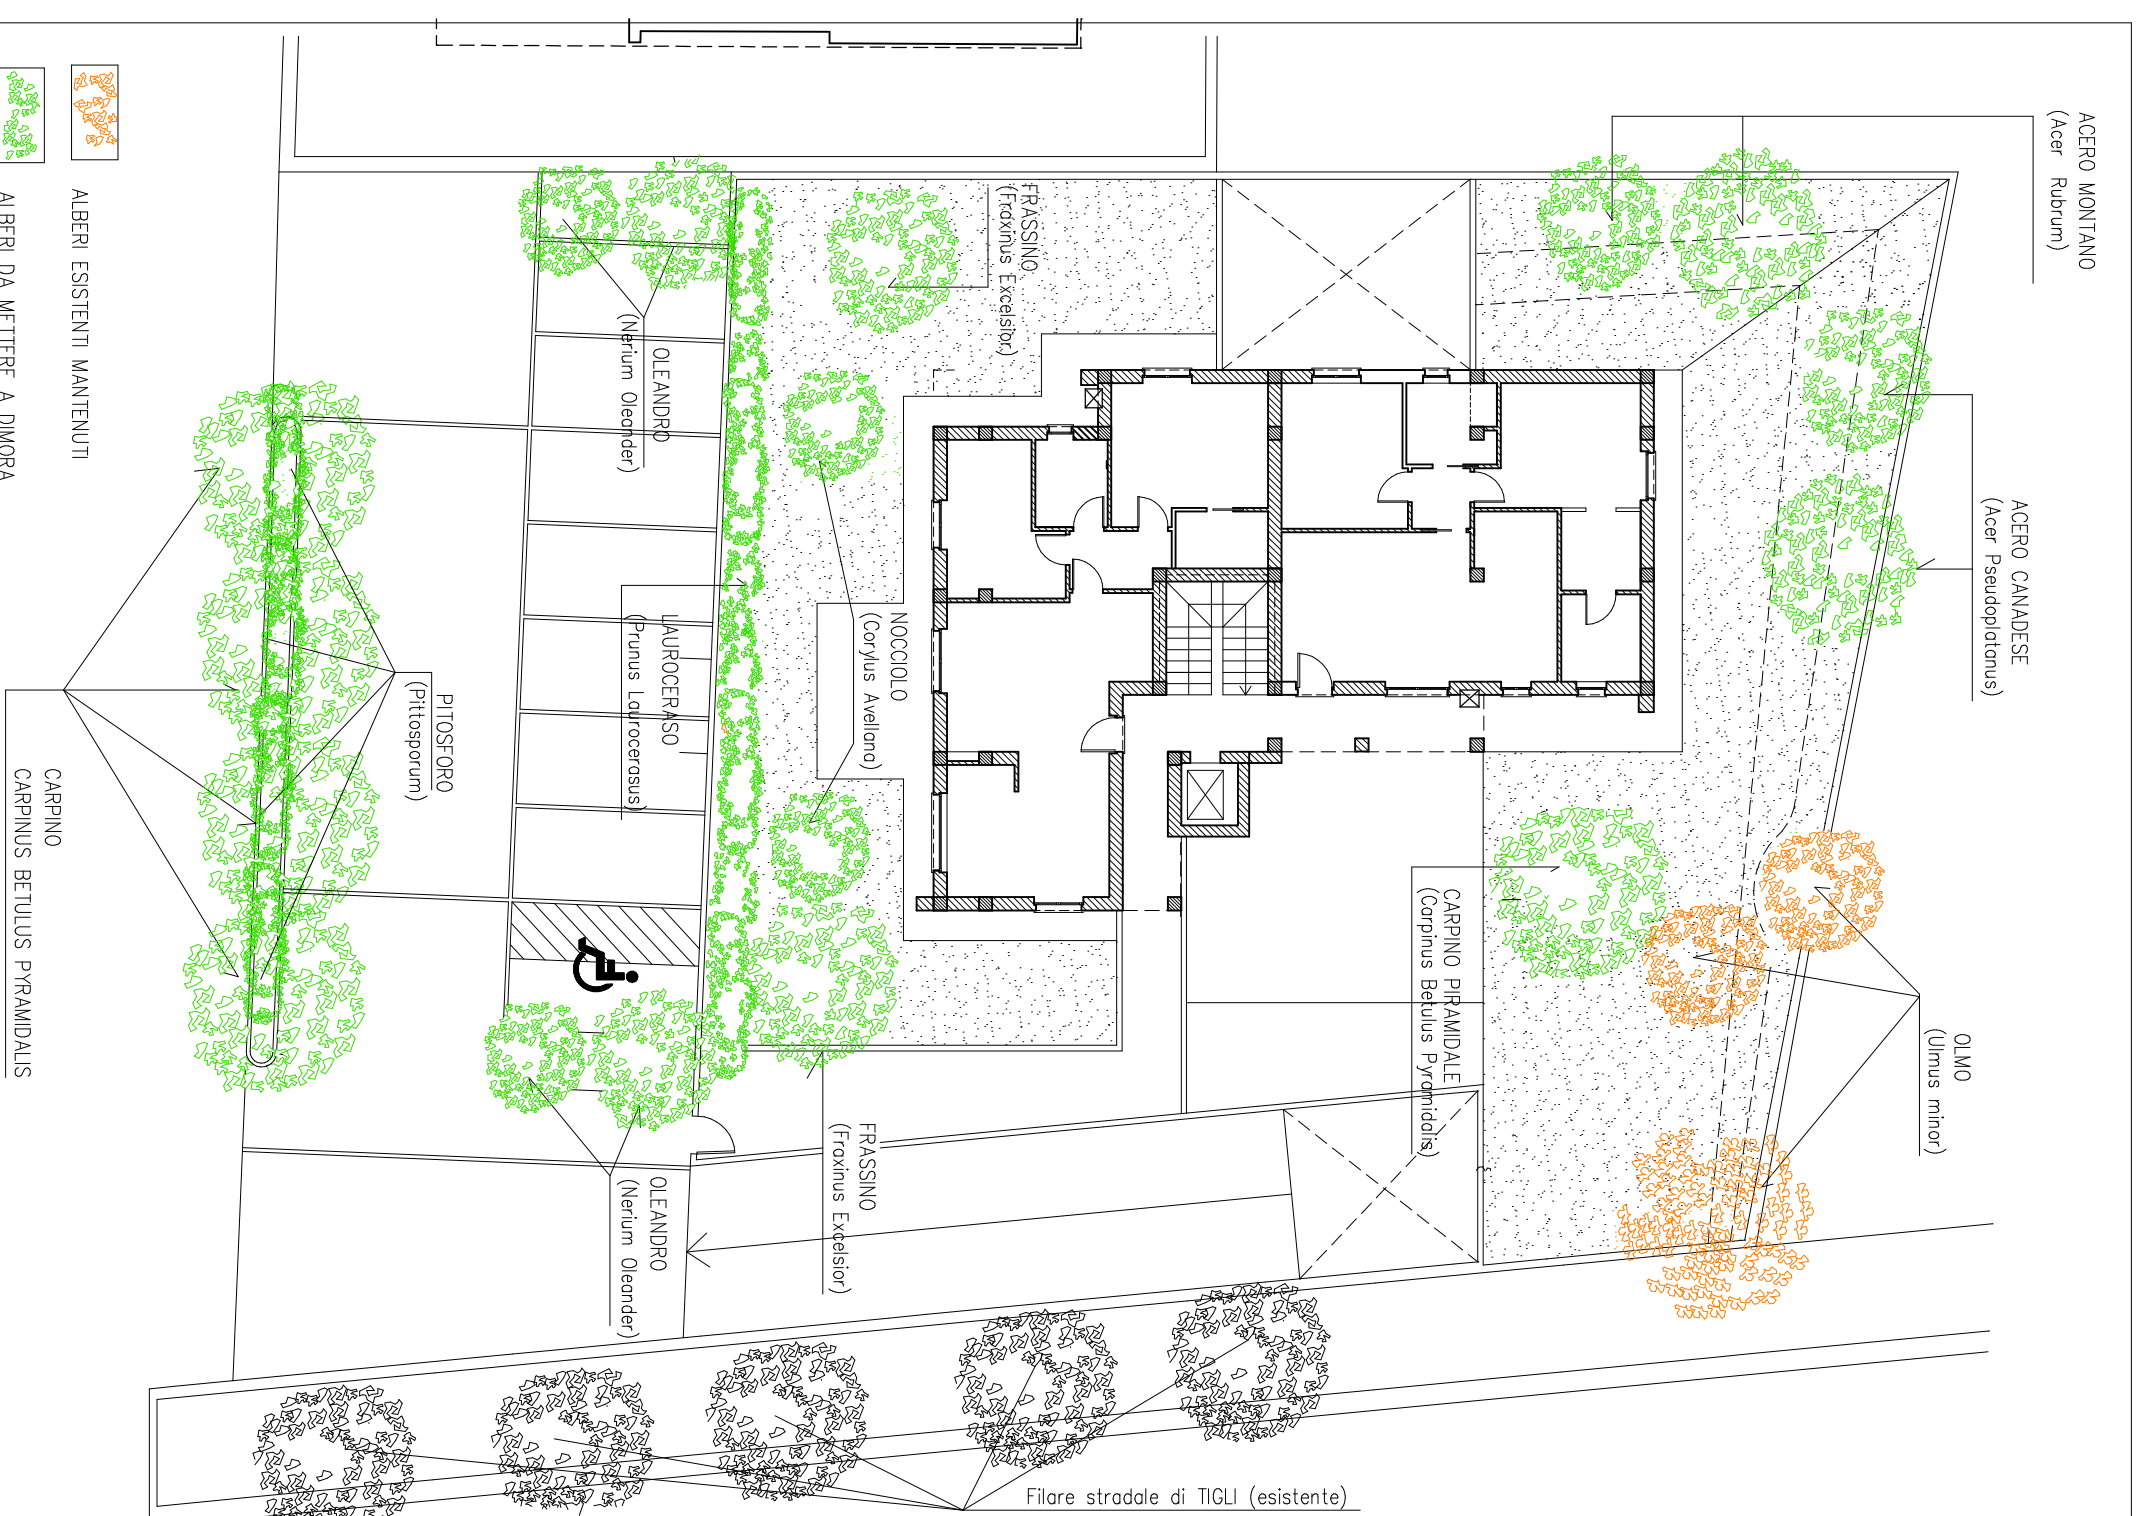 ACERO MONTANO
(Acer Rubrum)
ACERO CANADESE
(Acer Pseudoplatanus)
OLMO
(Ulmus minor)
CARPINO PIRAMIDALE
(Carpinus Betulus Pyramidalis)
FRASSINO
(Fraxinus Excelsior)
NOCCIOLO
(Corylus Avellana)
FRASSINO
(Fraxinus Excelsior)
OLEANDRO
(Nerium Oleander)
LAUROCERASO
(Prunus Laurocerasus)
OLEANDRO
(Nerium Oleander)
PITOSFORO
(Pittosporum)
ALBERI ESISTENTI MANTENUTI
ALBERI DA METTERE A DIMORA
CARPINO
CARPINUS BETULUS PYRAMIDALIS
Filare stradale di TIGLI (esistente)